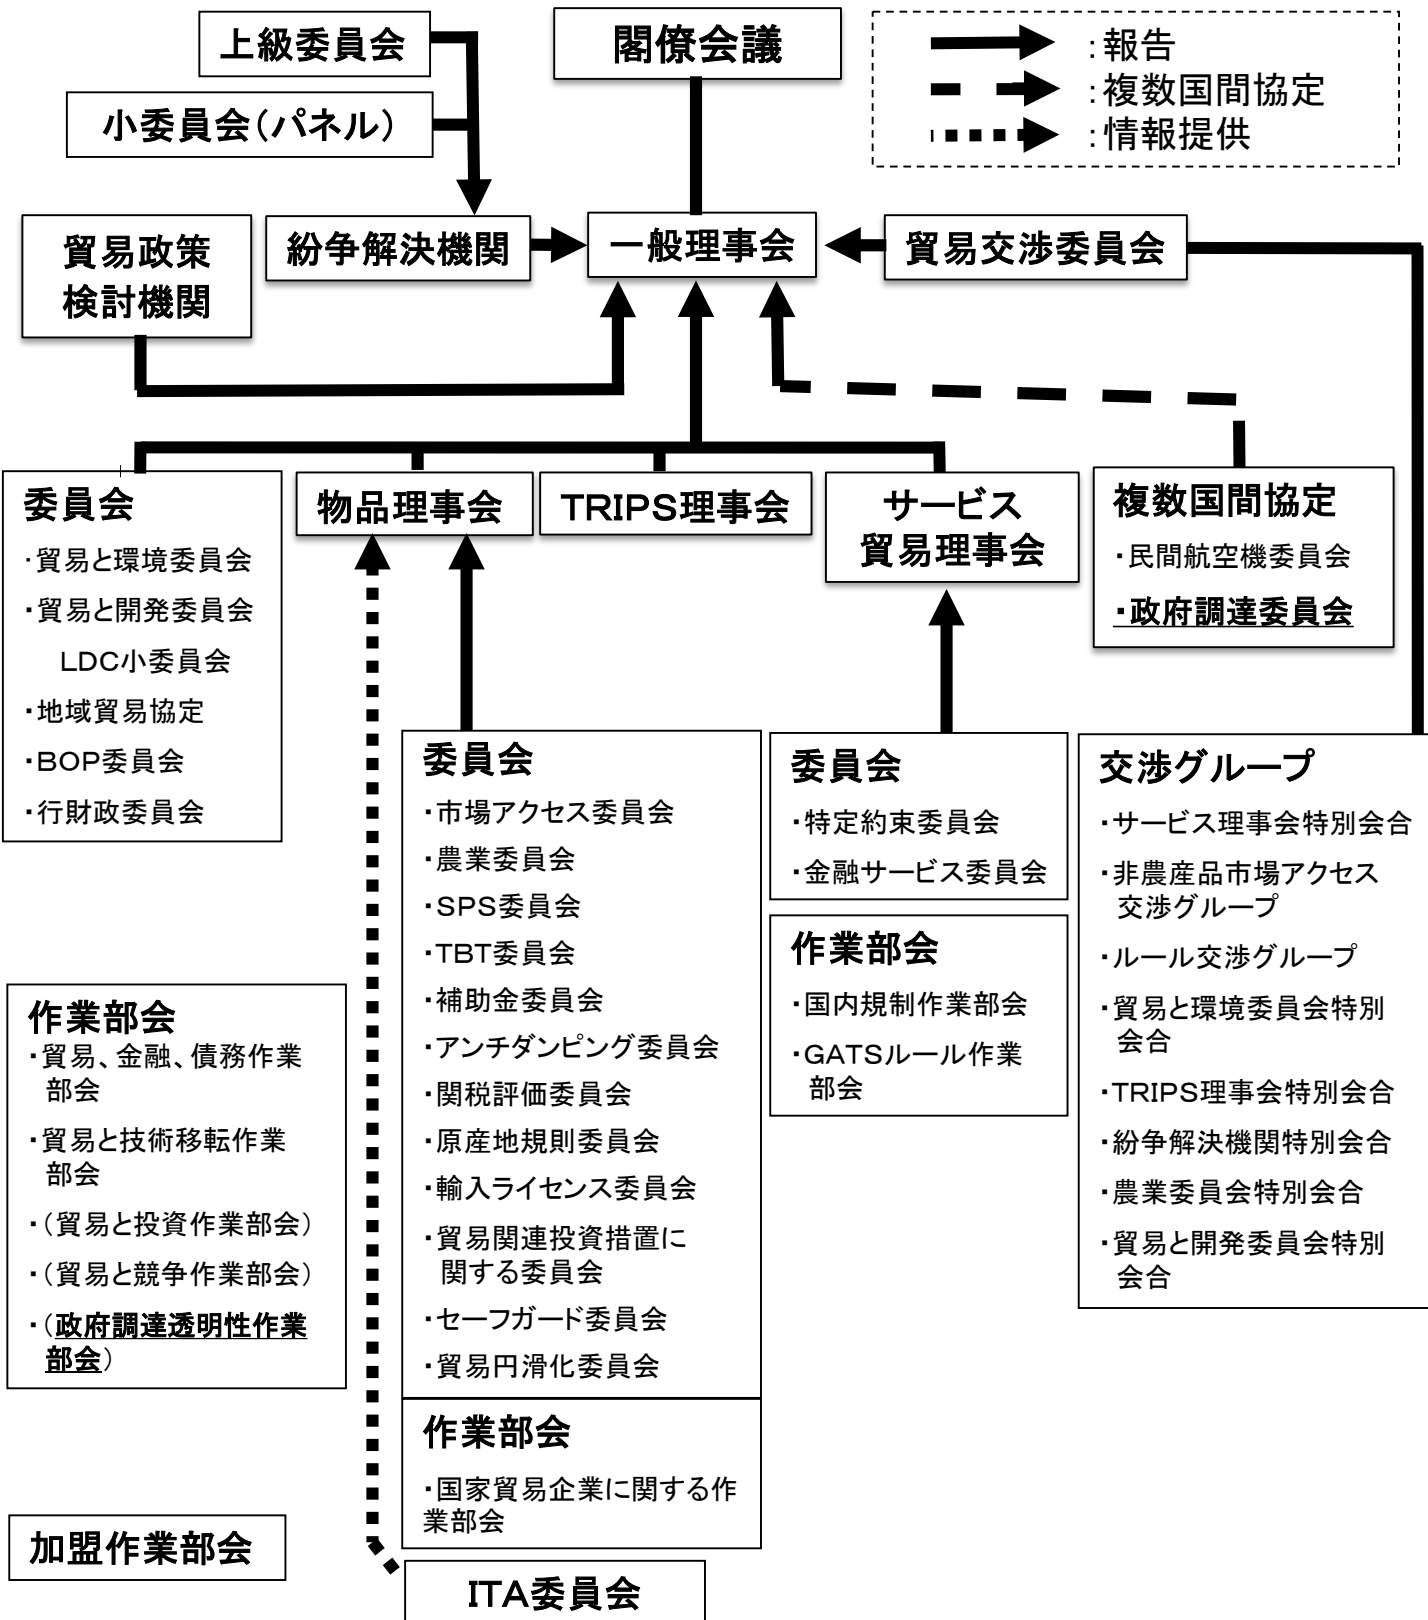 上級委員会
閣僚会議
:報告
:複数国間協定
:情報提供
小委員会(パネル)
貿易政策
検討機関
紛争解決機関
一般理事会
貿易交渉委員会
委員会
・貿易と環境委員会
・貿易と開発委員会
LDC小委員会
・地域貿易協定
・BOP委員会
・行財政委員会
物品理事会
TRIPS理事会
サービス
貿易理事会
複数国間協定
・民間航空機委員会
・政府調達委員会
委員会
・市場アクセス委員会
・農業委員会
・SPS委員会
・TBT委員会
・補助金委員会
・アンチダンピング委員会
・関税評価委員会
・原産地規則委員会
・輸入ライセンス委員会
・貿易関連投資措置に
関する委員会
・セーフガード委員会
・貿易円滑化委員会
作業部会
・国家貿易企業に関する作
業部会
委員会
・特定約束委員会
・金融サービス委員会
作業部会
・国内規制作業部会
・GATSルール作業
部会
交渉グループ
・サービス理事会特別会合
・非農産品市場アクセス
交渉グループ
・ルール交渉グループ
・貿易と環境委員会特別
会合
・TRIPS理事会特別会合
・紛争解決機関特別会合
・農業委員会特別会合
・貿易と開発委員会特別
会合
作業部会
・貿易、金融、債務作業
部会
・貿易と技術移転作業
部会
・(貿易と投資作業部会)
・(貿易と競争作業部会)
・(政府調達透明性作業
部会)
加盟作業部会
ITA委員会